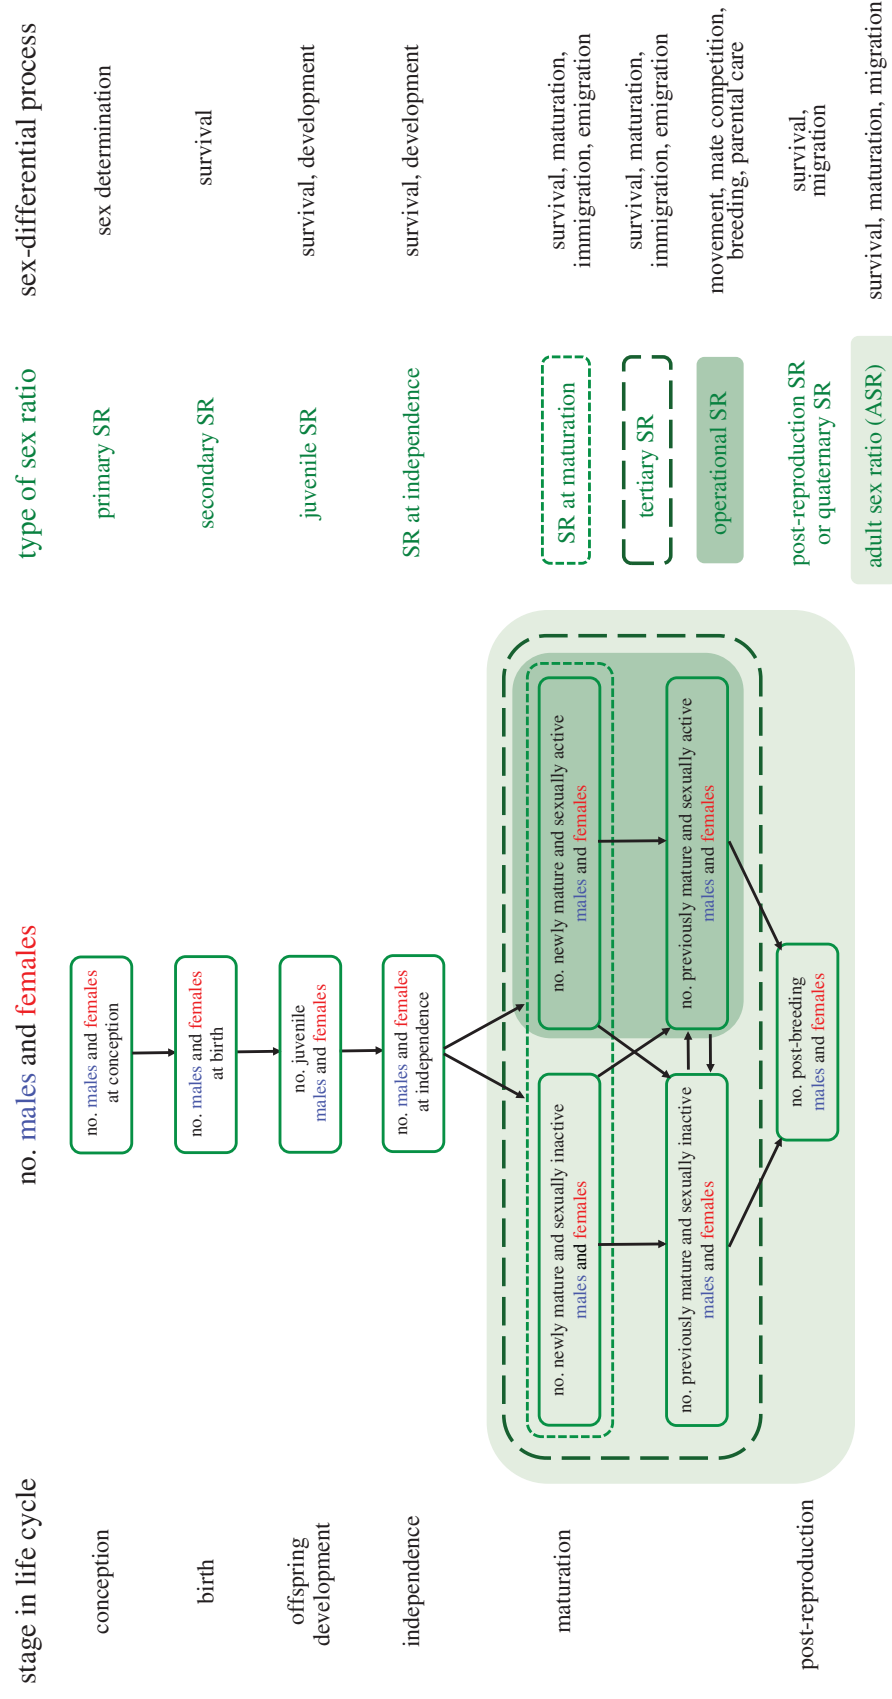 stage in life cycle
no. males and females
type of sex ratio
sex-differential process
conception
no. males and females
at conception
primary SR
sex determination
birth
no. males and females
at birth
secondary SR
survival
offspring
development
no. juvenile
males and females
juvenile SR
survival, development
independence
no. males and females
at independence
SR at independence
survival, development
maturation
no. newly mature and sexually inactive
males and females
no. newly mature and sexually active
males and females
SR at maturation
survival, maturation,
immigration, emigration
tertiary SR
survival, maturation,
immigration, emigration
no. previously mature and sexually inactive
males and females
no. previously mature and sexually active
males and females
operational SR
movement, mate competition,
breeding, parental care
post-reproduction
no. post-breeding
males and females
post-reproduction SR
or quaternary SR
survival,
migration
adult sex ratio (ASR)
survival, maturation, migration